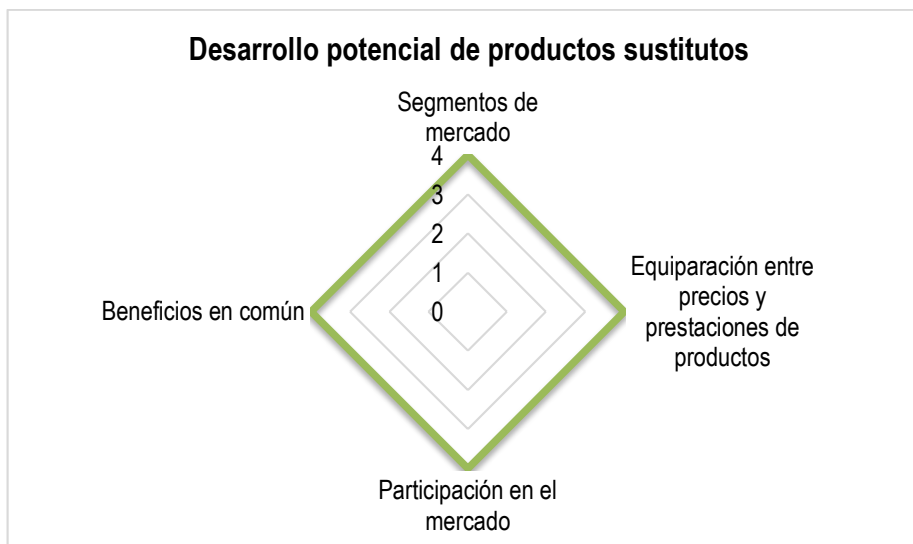 Desarrollo potencial de productos sustitutos
Segmentos de
mercado
4
3
2
1
0
Equiparación entre
precios y
prestaciones de
productos
Beneficios en común
Participación en el
mercado